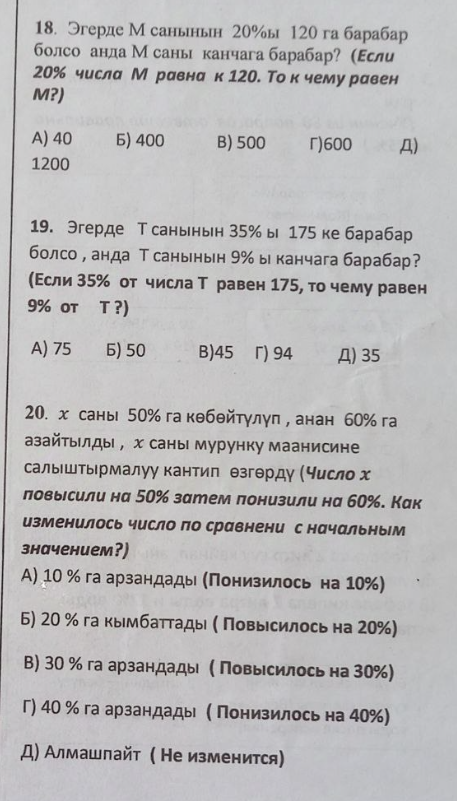 18. Эгерде М санынын 20%ы 120 га барабар
болсо анда М саны канчага барабар? (Если
20% числа М равна к 120. То к чему равен
М?)
А) 40 Б) 400 В) 500 Г)600 Д)
1200
19. Эгерде Т санынын 35% ы 175 ке барабар
болсо , анда Т санынын 9% ы канчага барабар?
(Если 35% от числа Т равен 175, то чему равен
9% от Т ?)
А) 75 Б) 50 В)45 Г) 94 Д) 35
20. x саны 50% га көбөйтүлүп , анан 60% га
азайтылды , x саны мурунку маанисине
салыштырмалуу кантип өзгөрдү (Число x
повысили на 50% затем понизили на 60%. Как
изменилось число по сравнени с начальным
значением?)
А) 10 % га арзандады (Понизилось на 10%)
Б) 20 % га кымбаттады ( Повысилось на 20%)
В) 30 % га арзандады ( Повысилось на 30%)
Г) 40 % га арзандады ( Понизилось на 40%)
Д) Алмашпайт ( Не изменится)